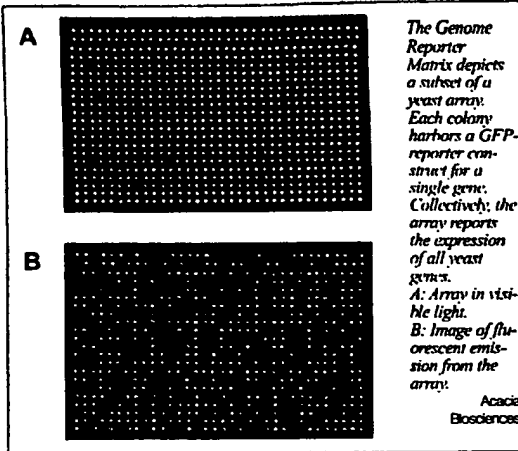 A
B
The Genome
Reporter
Matrix depicts
a subset of a
yeast array.
Each colony
harbors a GFP-
reporter con-
struct for a
single gene.
Collectively, the
array reports
the expression
of all yeast
genes.
A: Array in visi-
ble light.
B: Image of flu-
orescent emis-
sion from the
array.
Acacia
Biosciences